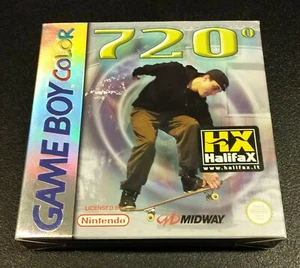 GAME BOY COLOR
720°
HX
HalifaX
www.halifax.it
LICENSED BY
Nintendo
MIDWAY